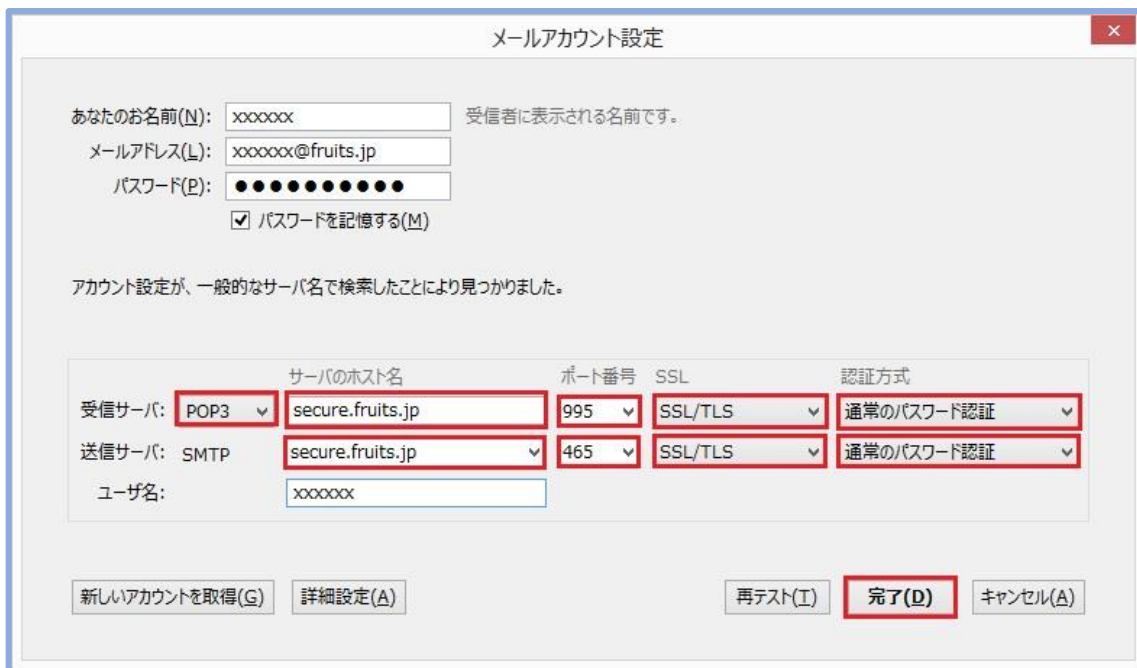 メールアカウント設定
あなたのお名前(N): xxxxxx 受信者に表示される名前です。
メールアドレス(L): xxxxxx@fruits.jp
パスワード(P): ●●●●●●●●●●
パスワードを記憶する(M)
アカウント設定が、一般的なサーバ名で検索したことにより見つかりました。
サーバのホスト名 ポート番号 SSL 認証方式
受信サーバ: POP3 secure.fruits.jp 995 SSL/TLS 通常のパスワード認証
送信サーバ: SMTP secure.fruits.jp 465 SSL/TLS 通常のパスワード認証
ユーザ名: xxxxxx
新しいアカウントを取得(G) 詳細設定(A) 再テスト(T) 完了(D) キャンセル(A)